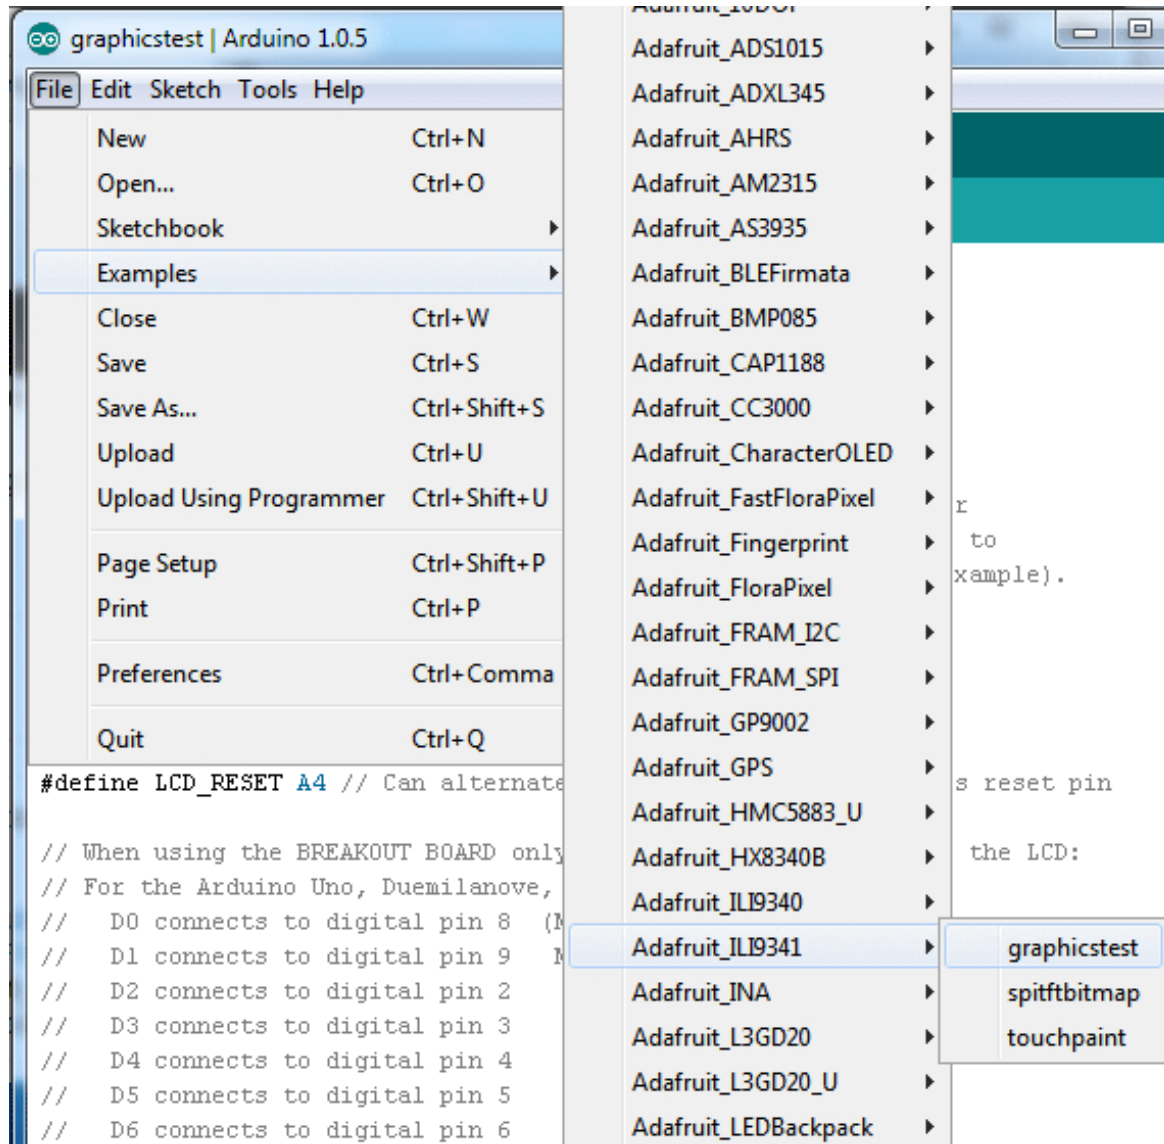 graphicstest | Arduino 1.0.5
File Edit Sketch Tools Help
New Ctrl+N
Open... Ctrl+O
Sketchbook
Examples
Close Ctrl+W
Save Ctrl+S
Save As... Ctrl+Shift+S
Upload Ctrl+U
Upload Using Programmer Ctrl+Shift+U
Page Setup Ctrl+Shift+P
Print Ctrl+P
Preferences Ctrl+Comma
Quit Ctrl+Q
Adafruit_10DOF
Adafruit_ADS1015
Adafruit_ADXL345
Adafruit_AHRS
Adafruit_AM2315
Adafruit_AS3935
Adafruit_BLEFirmata
Adafruit_BMP085
Adafruit_CAP1188
Adafruit_CC3000
Adafruit_CharacterOLED
Adafruit_FastFloraPixel
Adafruit_Fingerprint
Adafruit_FloraPixel
Adafruit_FRAM_I2C
Adafruit_FRAM_SPI
Adafruit_GP9002
Adafruit_GPS
Adafruit_HMC5883_U
Adafruit_HX8340B
Adafruit_ILI9340
Adafruit_ILI9341
Adafruit_INA
Adafruit_L3GD20
Adafruit_L3GD20_U
Adafruit_LEDBackpack
graphicstest
spitftbitmap
touchpaint
r
to
xample).
#define LCD_RESET A4 // Can alternate s reset pin
// When using the BREAKOUT BOARD only the LCD:
// For the Arduino Uno, Duemilanove,
// D0 connects to digital pin 8 (
// D1 connects to digital pin 9
// D2 connects to digital pin 2
// D3 connects to digital pin 3
// D4 connects to digital pin 4
// D5 connects to digital pin 5
// D6 connects to digital pin 6